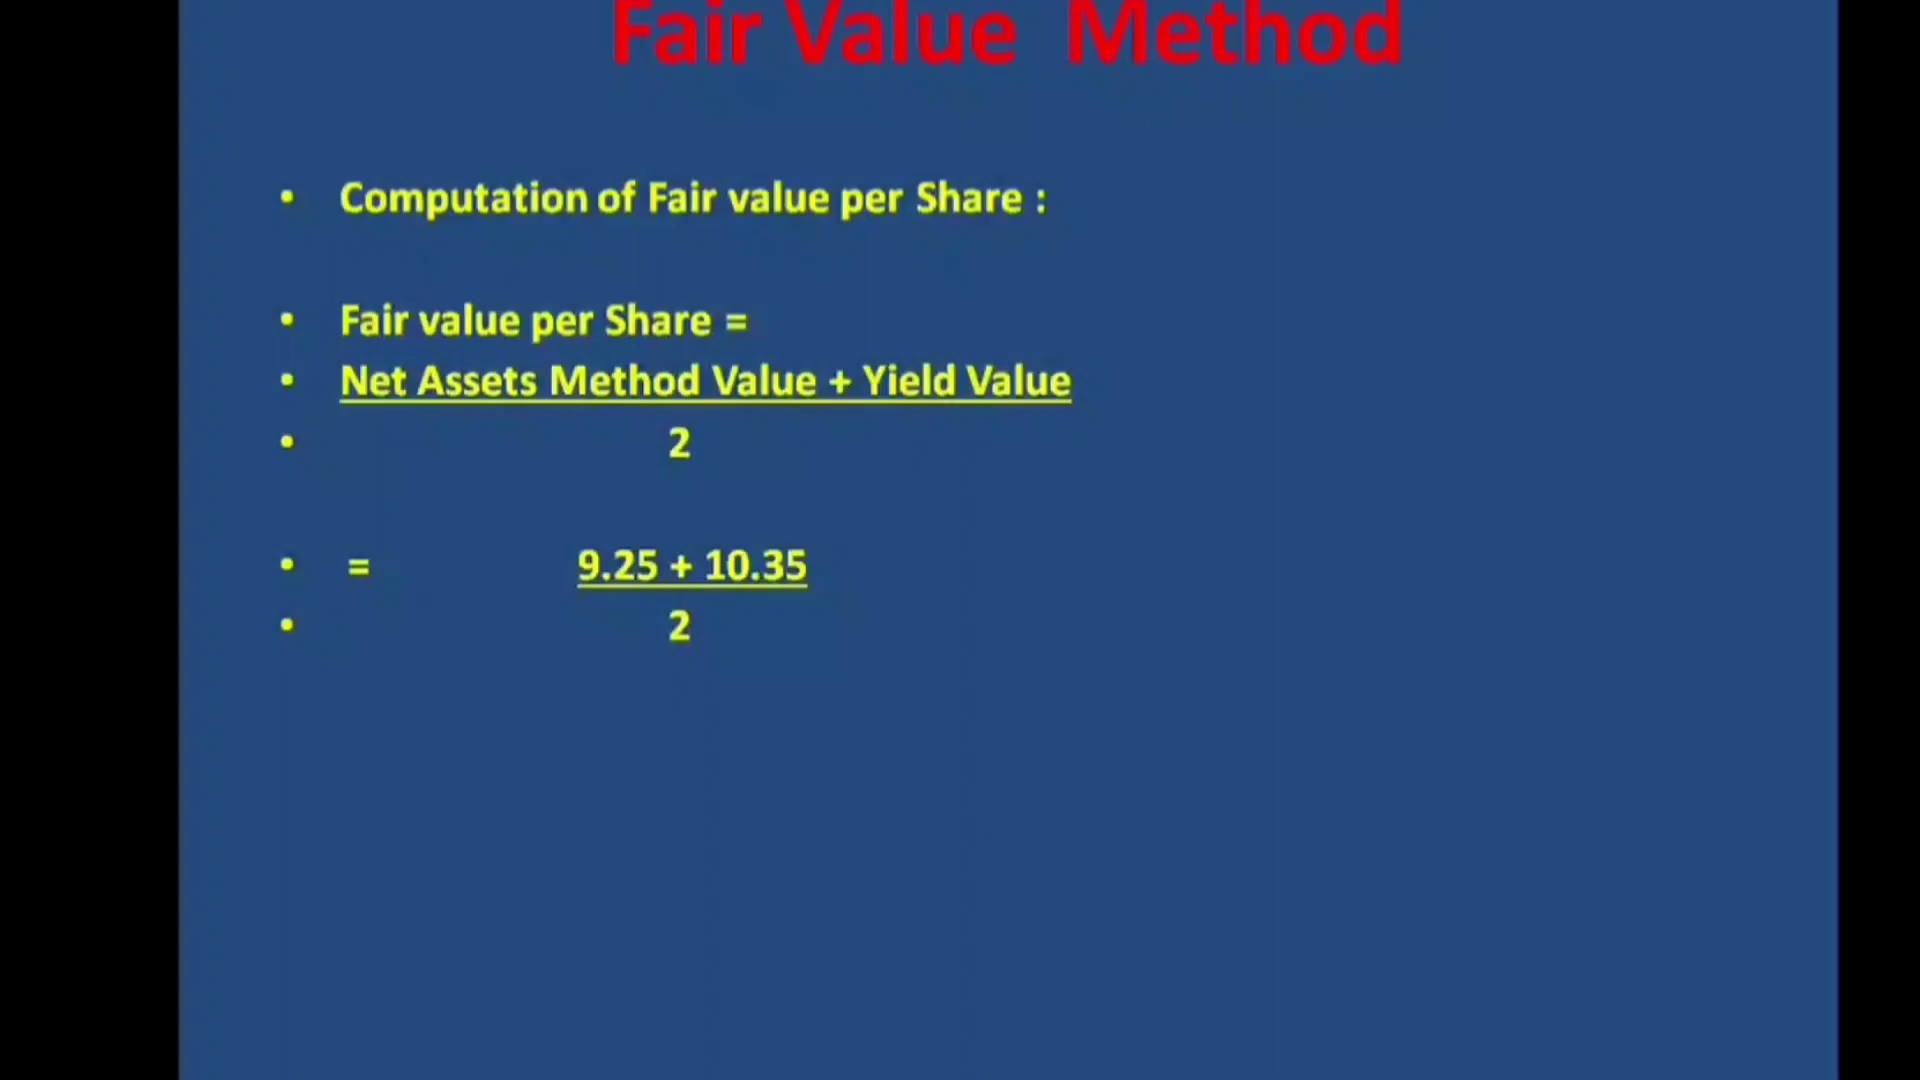 Fair Value Method
• Computation of Fair value per Share :
• Fair value per Share =
• Net Assets Method Value + Yield Value
• 2
• = 9.25 + 10.35
• 2